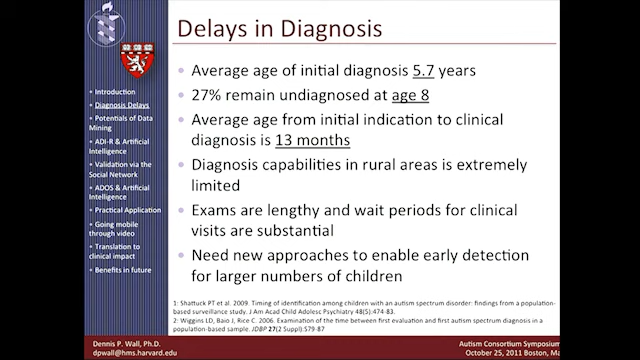 Delays in Diagnosis
• Introduction
• Diagnosis Delays
• Potentials of Data
Mining
• ADI-R & Artificial
Intelligence
• Validation via the
Social Network
• ADOS & Artificial
Intelligence
• Practical Application
• Going mobile
through video
• Translation to
clinical impact
• Benefits in future
• Average age of initial diagnosis 5.7 years
• 27% remain undiagnosed at age 8
• Average age from initial indication to clinical
diagnosis is 13 months
• Diagnosis capabilities in rural areas is extremely
limited
• Exams are lengthy and wait periods for clinical
visits are substantial
• Need new approaches to enable early detection
for larger numbers of children
1: Shattuck PT et al. 2009. Timing of identification among children with an autism spectrum disorder: findings from a population-
based surveillance study. J Am Acad Child Adolesc Psychiatry 48(5):474-83.
2: Wiggins LD, Baio J, Rice C. 2006. Examination of the time between first evaluation and first autism spectrum diagnosis in a
population-based sample. JDBP 27(2 Suppl):S79-87
Dennis P. Wall, Ph.D.
dpwall@hms.harvard.edu
Autism Consortium Symposium
October 25, 2011 Boston, Ma